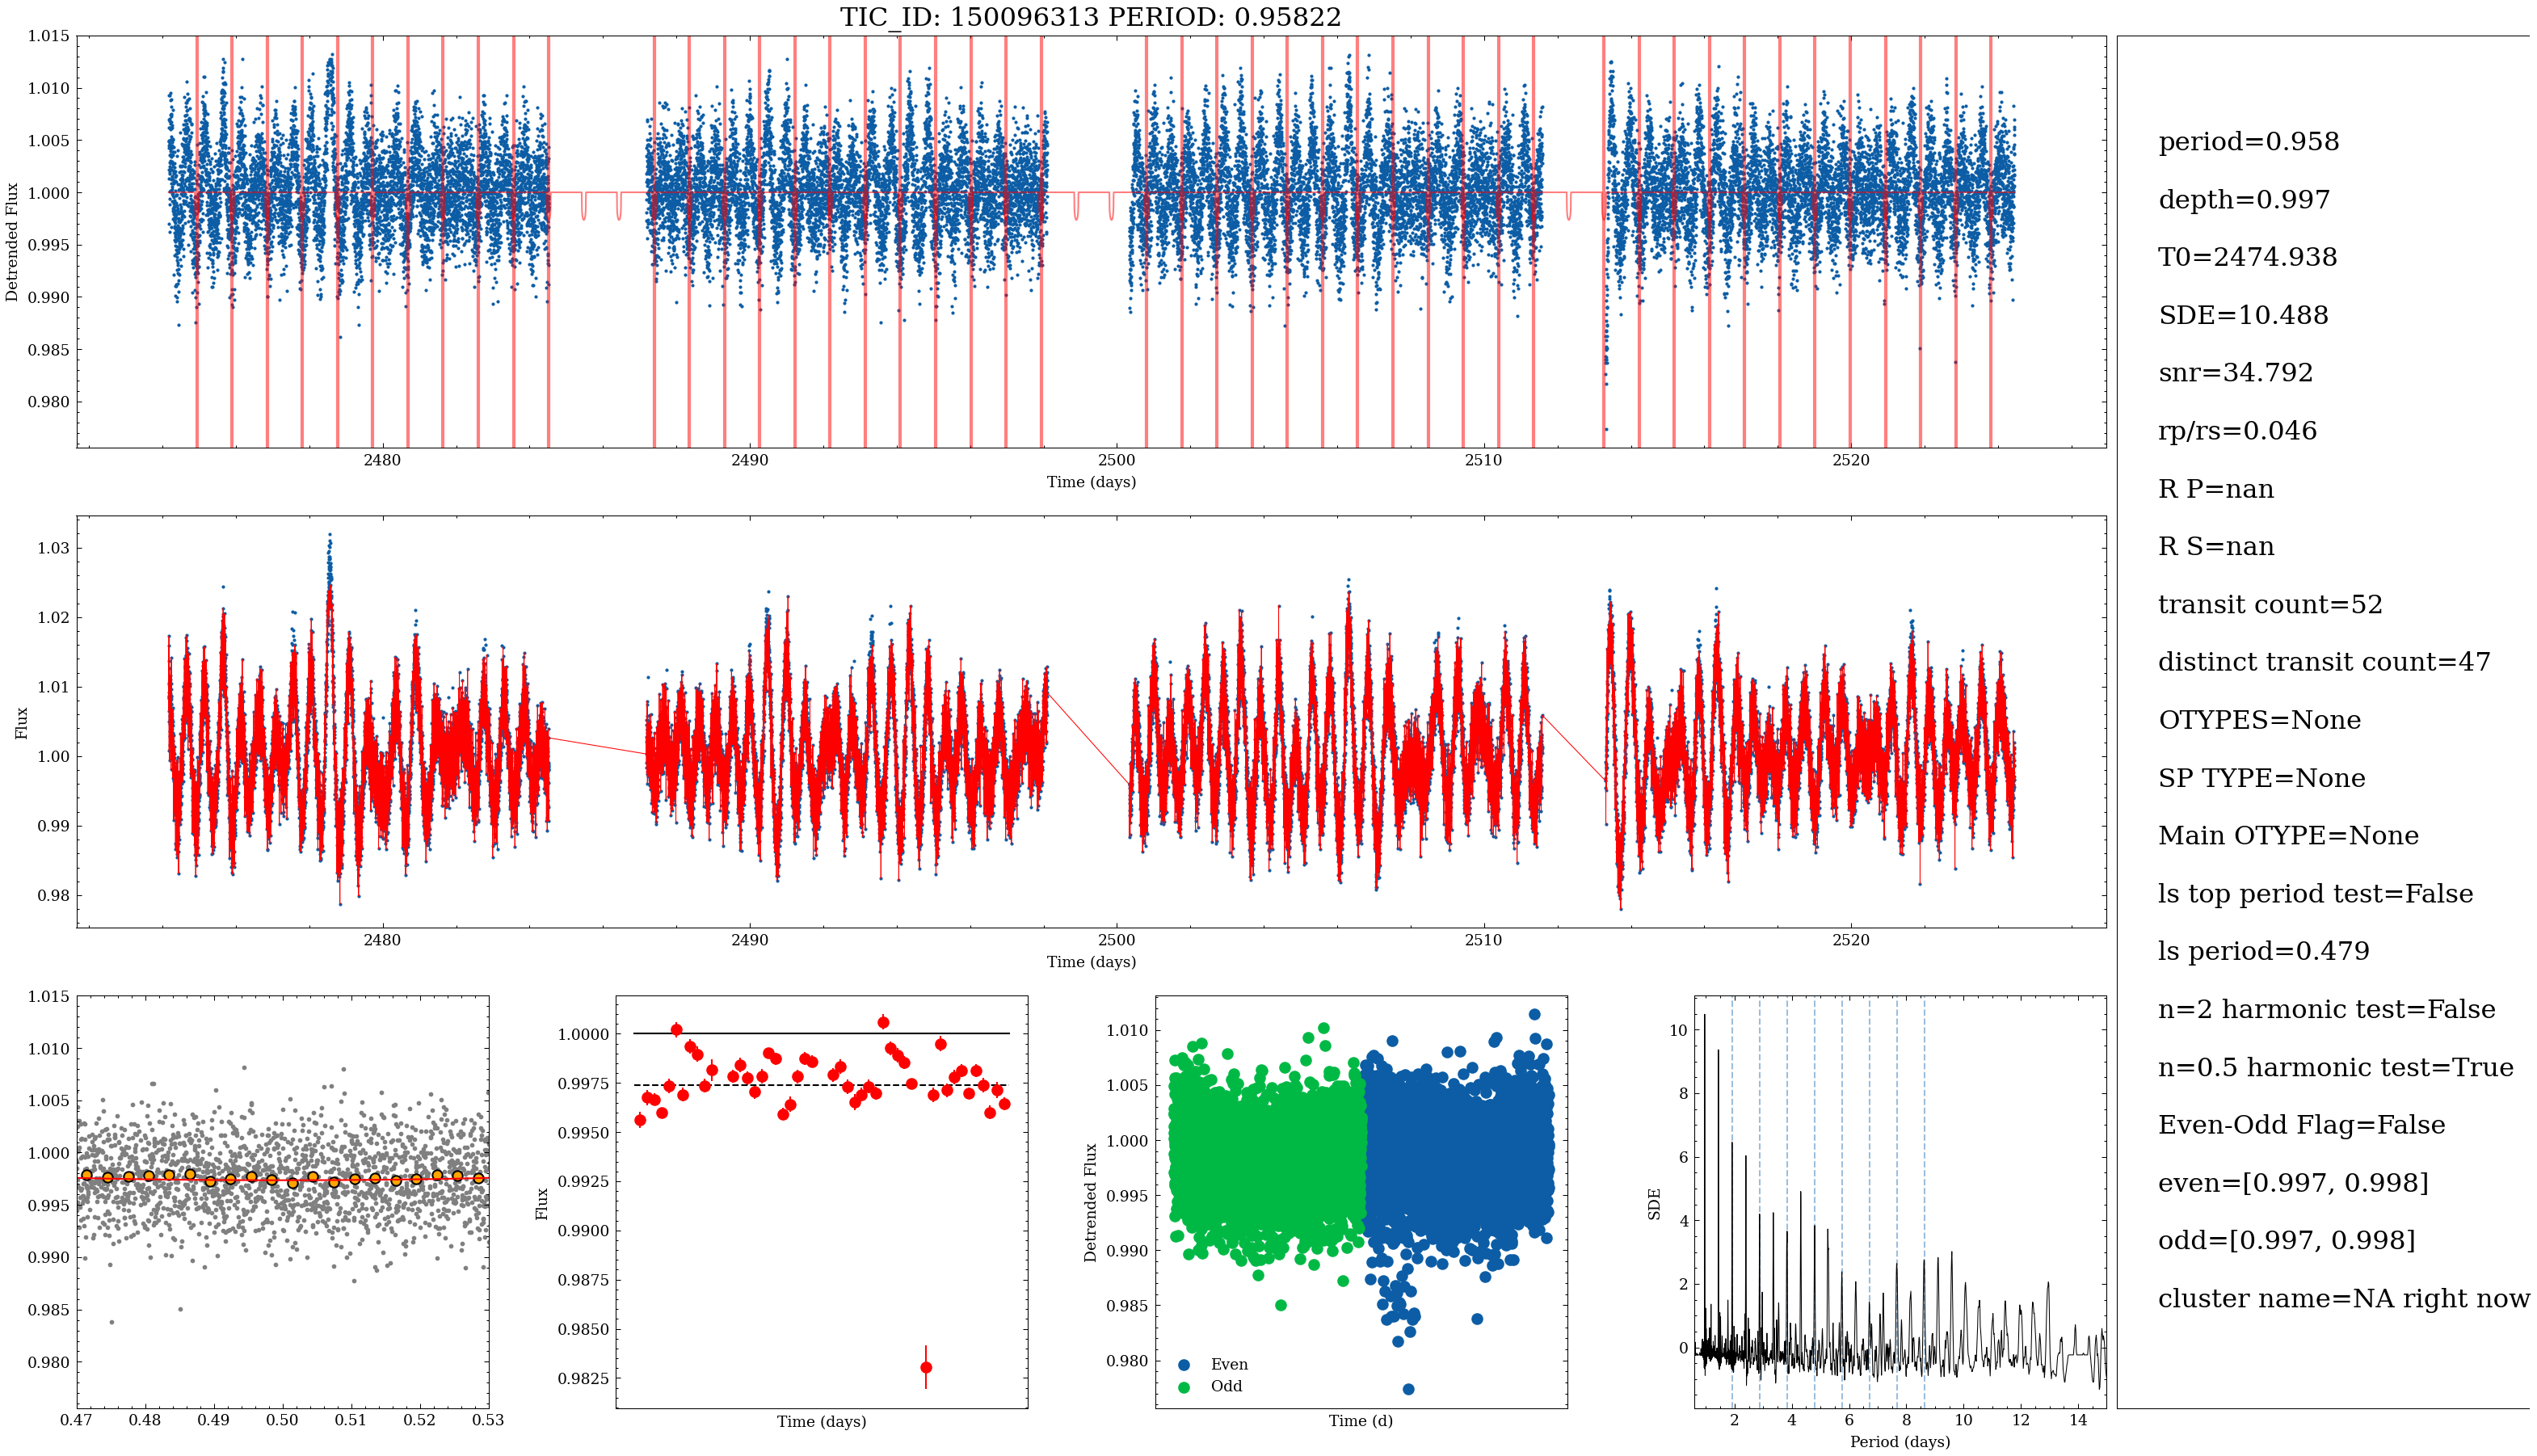 TIC_ID: 150096313 PERIOD: 0.95822
1.015
1.010
1.005
1.000
0.995
0.990
0.985
0.980
Detrended Flux
2480
2490
2500
2510
2520
Time (days)
1.03
1.02
1.01
1.00
0.99
0.98
Flux
2480
2490
2500
2510
2520
Time (days)
1.015
1.010
1.005
1.000
0.995
0.990
0.985
0.980
0.47
0.48
0.49
0.50
0.51
0.52
0.53
1.0000
0.9975
0.9950
0.9925
0.9900
0.9875
0.9850
0.9825
Flux
Time (days)
1.010
1.005
1.000
0.995
0.990
0.985
0.980
Detrended Flux
Even
Odd
Time (d)
10
8
6
4
2
0
SDE
2
4
6
8
10
12
14
Period (days)
period=0.958
depth=0.997
T0=2474.938
SDE=10.488
snr=34.792
rp/rs=0.046
R P=nan
R S=nan
transit count=52
distinct transit count=47
OTYPES=None
SP TYPE=None
Main OTYPE=None
ls top period test=False
ls period=0.479
n=2 harmonic test=False
n=0.5 harmonic test=True
Even-Odd Flag=False
even=[0.997, 0.998]
odd=[0.997, 0.998]
cluster name=NA right now